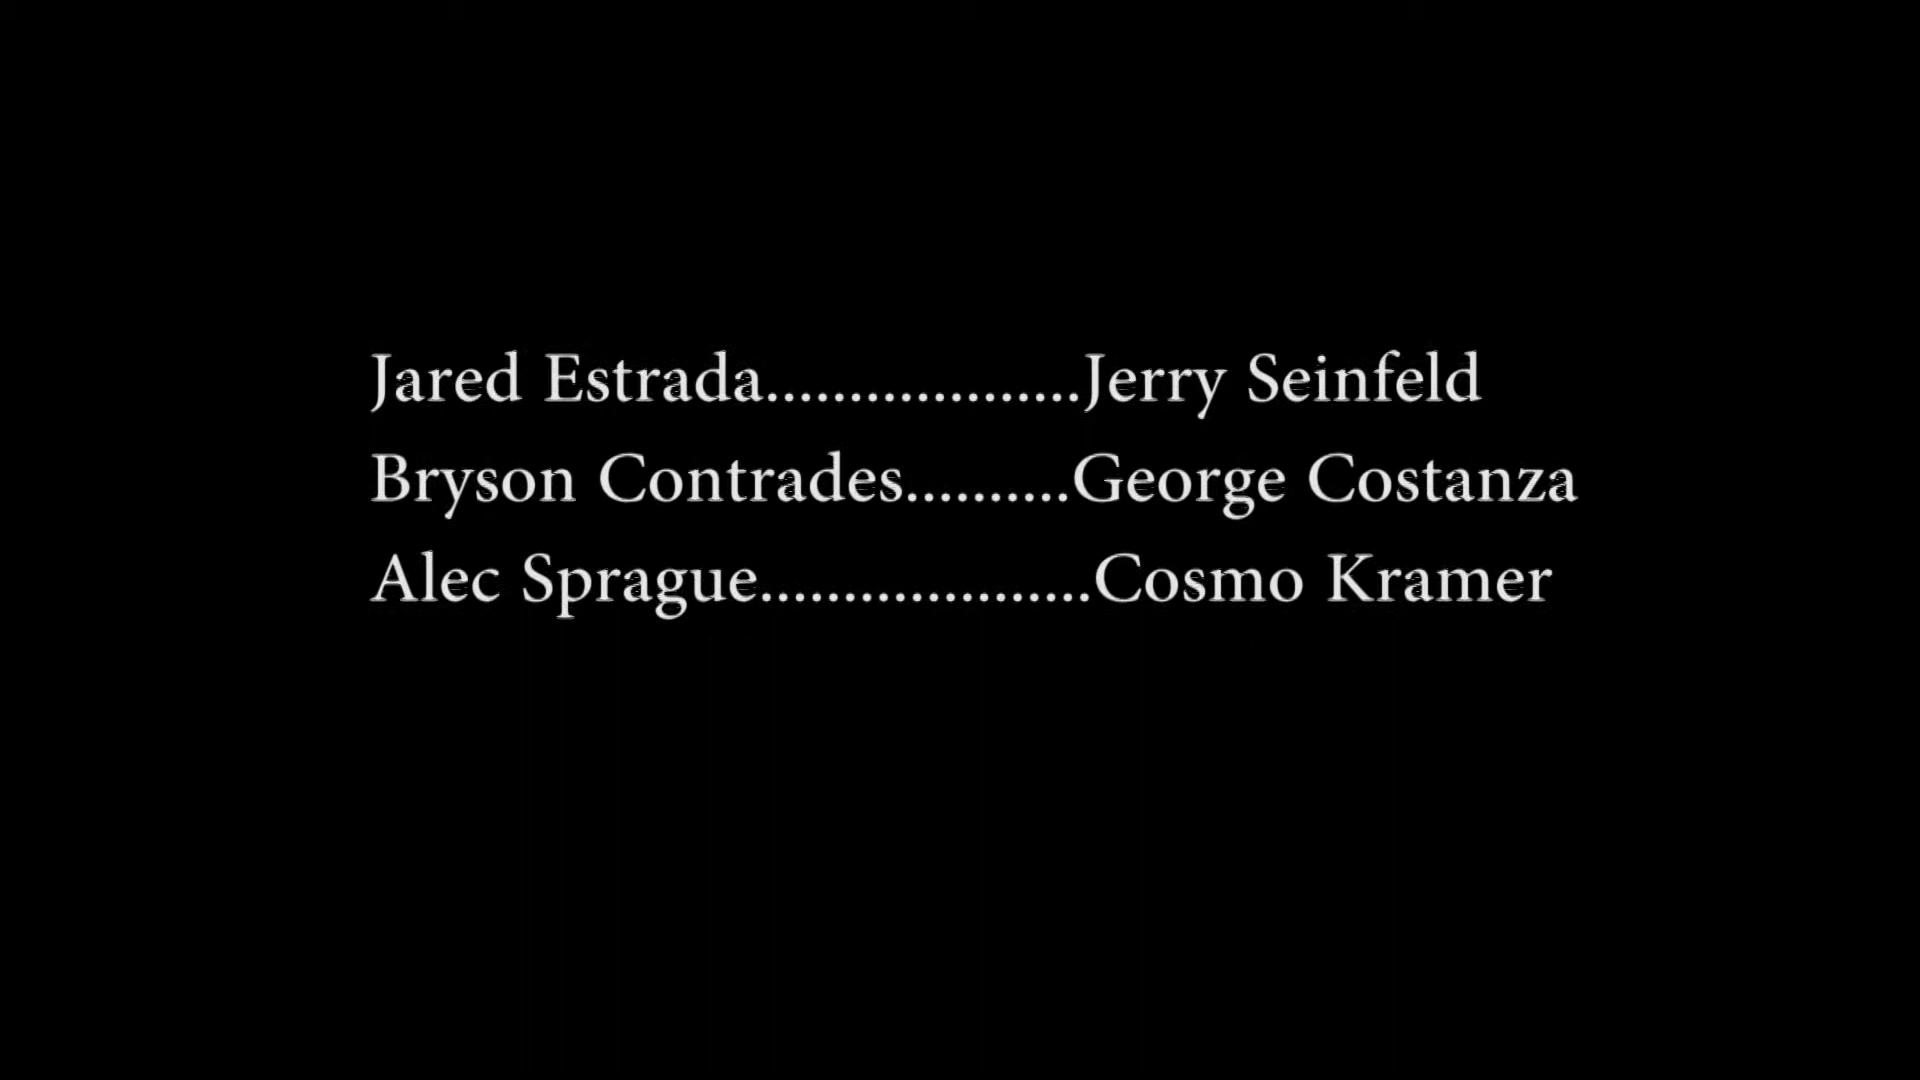 Jared Estrada...................Jerry Seinfeld
Bryson Contrades..........George Costanza
Alec Sprague....................Cosmo Kramer